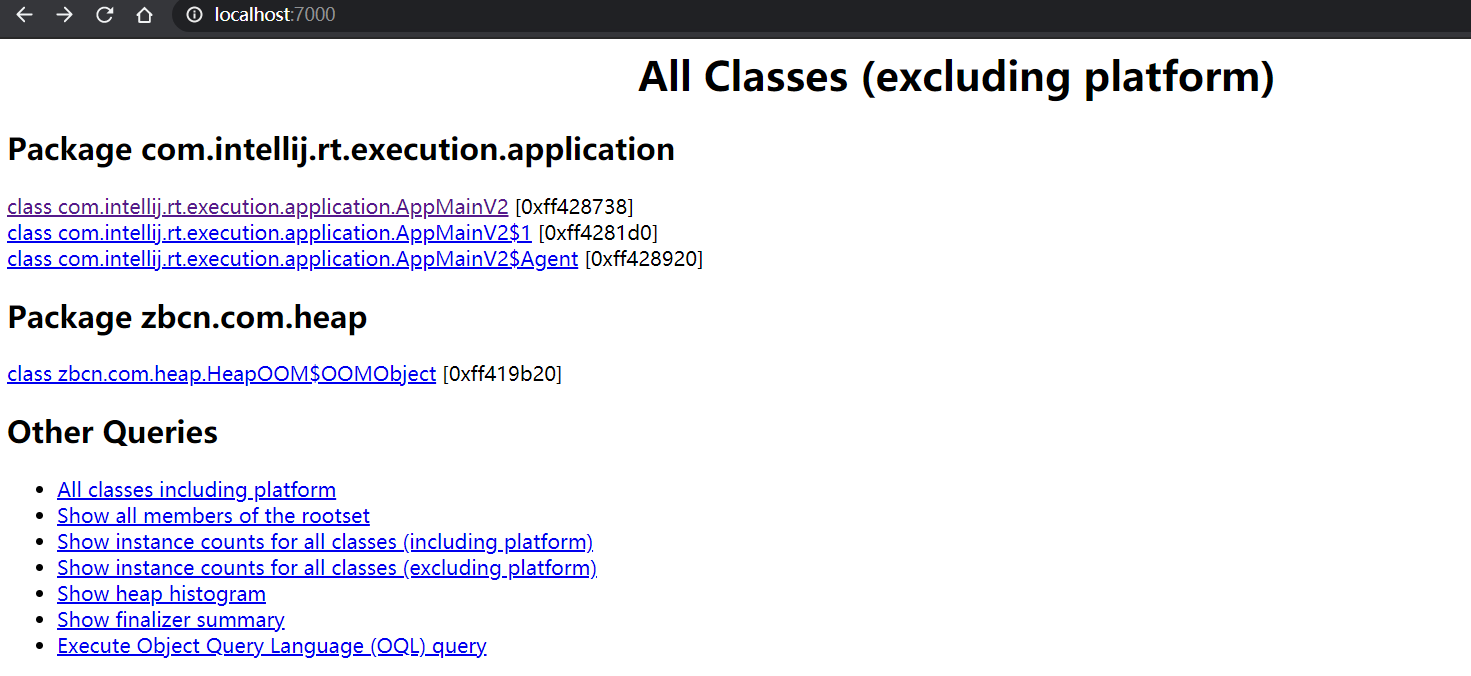 localhost:7000
All Classes (excluding platform)
Package com.intellij.rt.execution.application
class com.intellij.rt.execution.application.AppMainV2 [0xff428738]
class com.intellij.rt.execution.application.AppMainV2$1 [0xff4281d0]
class com.intellij.rt.execution.application.AppMainV2$Agent [0xff428920]
Package zbcn.com.heap
class zbcn.com.heap.HeapOOM$OOMObject [0xff419b20]
Other Queries
All classes including platform
Show all members of the rootset
Show instance counts for all classes (including platform)
Show instance counts for all classes (excluding platform)
Show heap histogram
Show finalizer summary
Execute Object Query Language (OQL) query